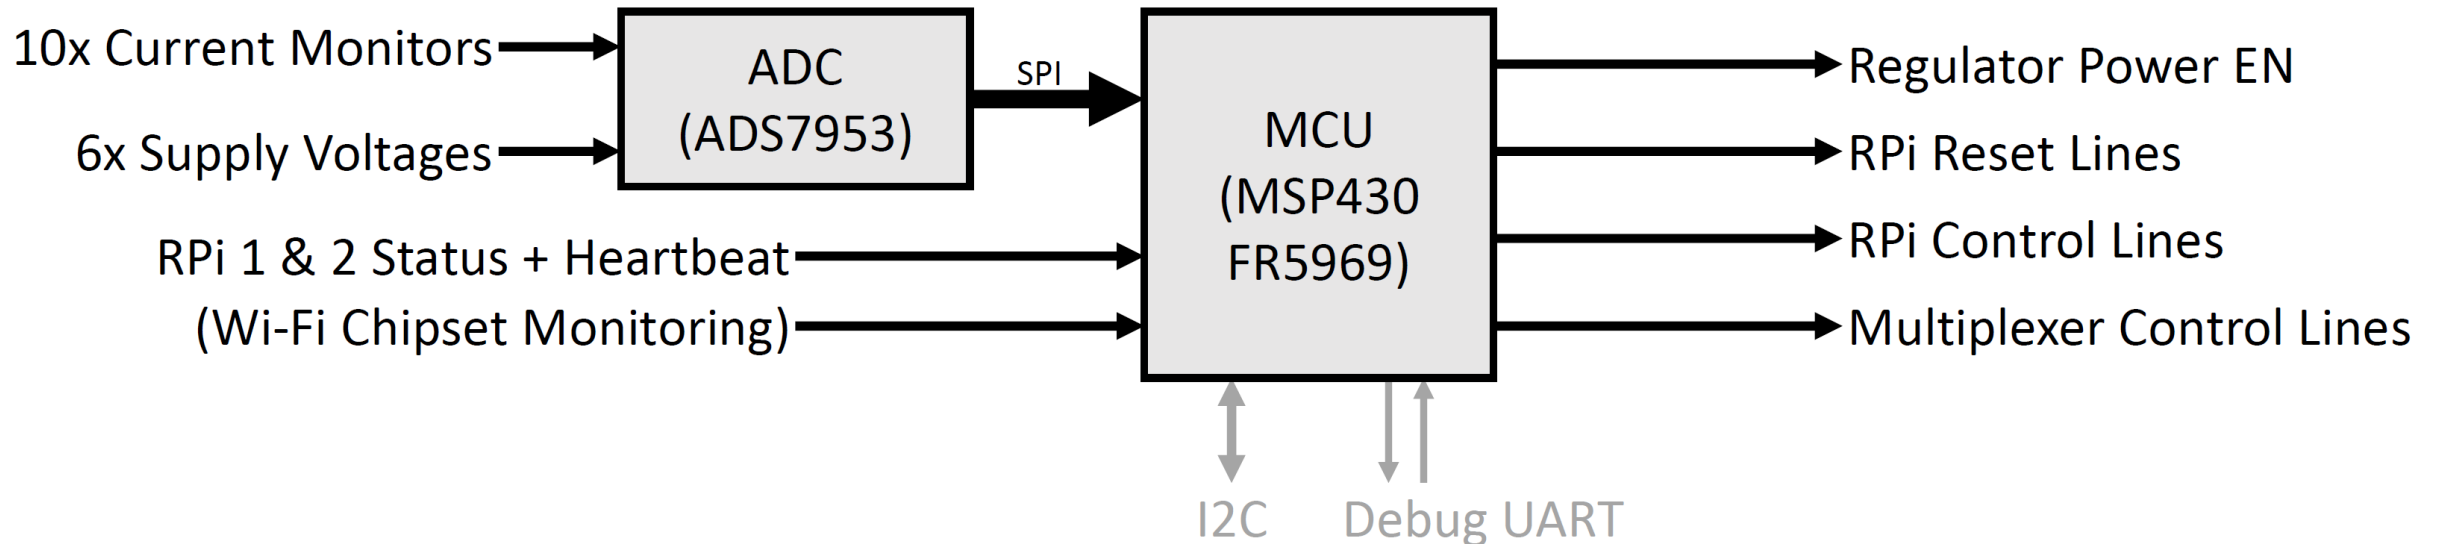 10x Current Monitors
6x Supply Voltages
ADC
(ADS7953)
SPI
RPi 1 & 2 Status + Heartbeat
(Wi-Fi Chipset Monitoring)
MCU
(MSP430
FR5969)
Regulator Power EN
RPi Reset Lines
RPi Control Lines
Multiplexer Control Lines
I2C
Debug UART